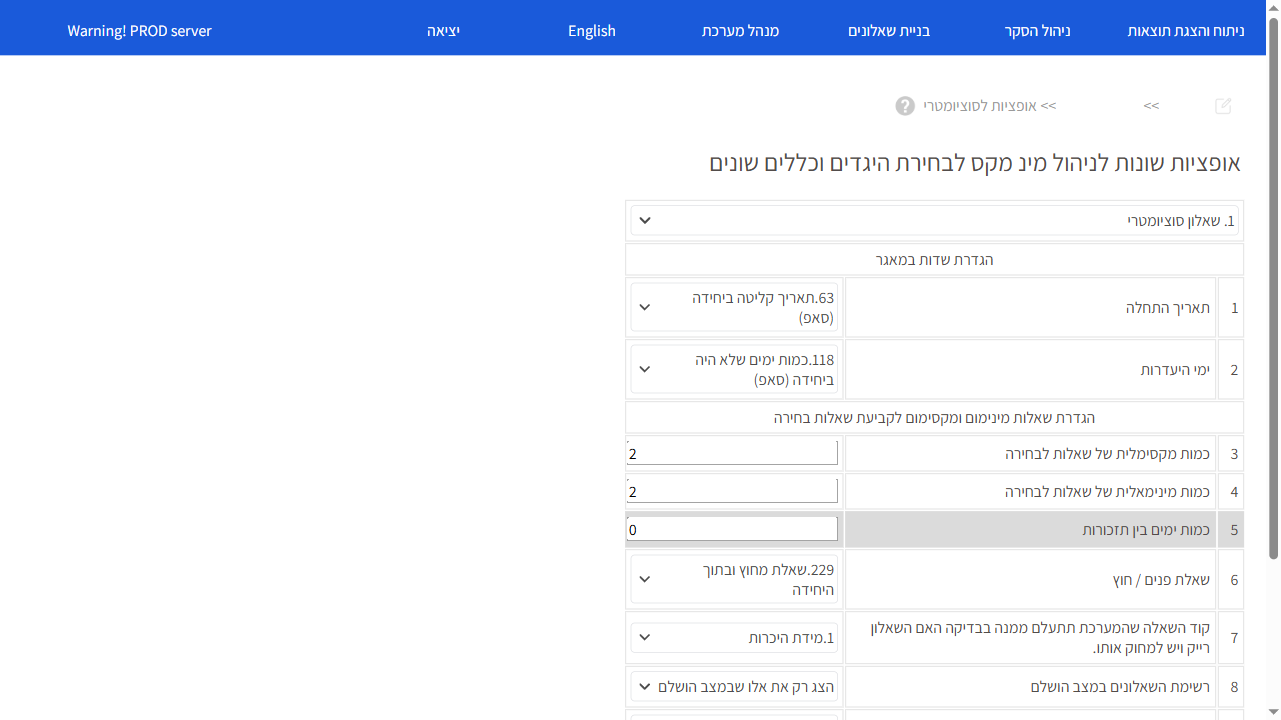 ניתוח והצגת תוצאות
ניהול הסקר
בניית שאלונים
מנהל מערכת
English
יציאה
Warning! PROD server
>>
>> אופציות לסוציומטרי ?
אופציות שונות לניהול מינ מקס לבחירת היגדים וכללים שונים
1. שאלון סוציומטרי
הגדרת שדות במאגר
1 תאריך התחלה 63.תאריך קליטה ביחידה
(סאפ)
2 ימי היעדרות 118.כמות ימים שלא היה
ביחידה (סאפ)
הגדרת שאלות מינימום ומקסימום לקביעת שאלות בחירה
3 כמות מקסימלית של שאלות לבחירה 2
4 כמות מינימאלית של שאלות לבחירה 2
5 כמות ימים בין תזכורות 0
6 שאלת פנים / חוץ 229.שאלת מחוץ ובתוך
היחידה
7 קוד השאלה שהמערכת תתעלם ממנה בבדיקה האם השאלון
רייק ויש למחוק אותו. 1.מידת היכרות
8 רשימת השאלונים במצב הושלם הצג רק את אלו שבמצב הושלם